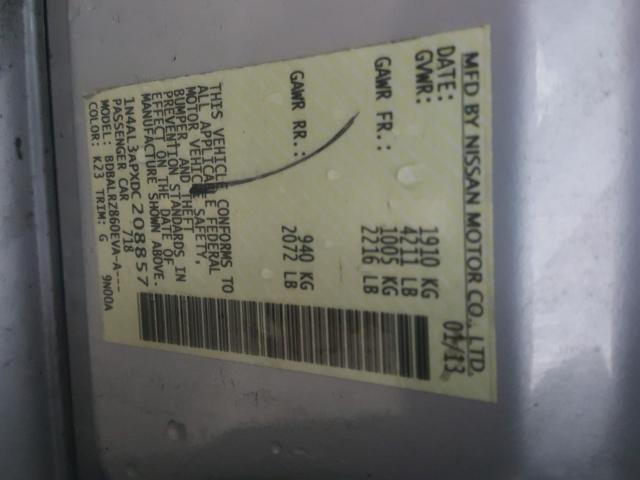 MFD BY NISSAN MOTOR CO., LTD.
DATE: 01/13
GVWR: 1910 KG
4211 LB
GAWR FR.: 1005 KG
2216 LB
GAWR RR.: 940 KG
2072 LB
THIS VEHICLE CONFORMS TO
ALL APPLICABLE FEDERAL
MOTOR VEHICLE SAFETY,
BUMPER AND THEFT
PREVENTION STANDARDS IN
EFFECT ON THE DATE OF
MANUFACTURE SHOWN ABOVE.
1N4AL3APXDC208857
PASSENGER CAR 718
MODEL: BDBALRZ860EVA-A---
COLOR: K23 TRIM: G 9N00A